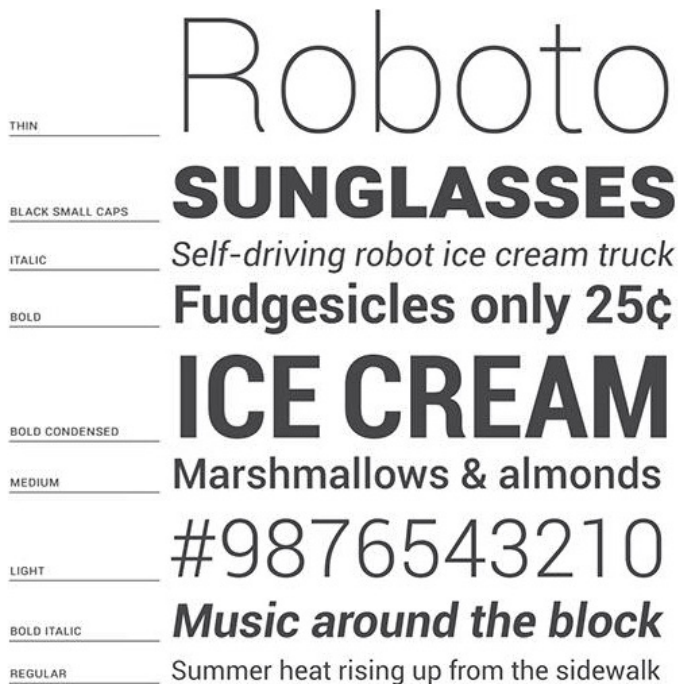 THIN Roboto
BLACK SMALL CAPS SUNGLASSES
ITALIC Self-driving robot ice cream truck
BOLD Fudgesicles only 25¢
BOLD CONDENSED ICE CREAM
MEDIUM Marshmallows & almonds
LIGHT #9876543210
BOLD ITALIC Music around the block
REGULAR Summer heat rising up from the sidewalk